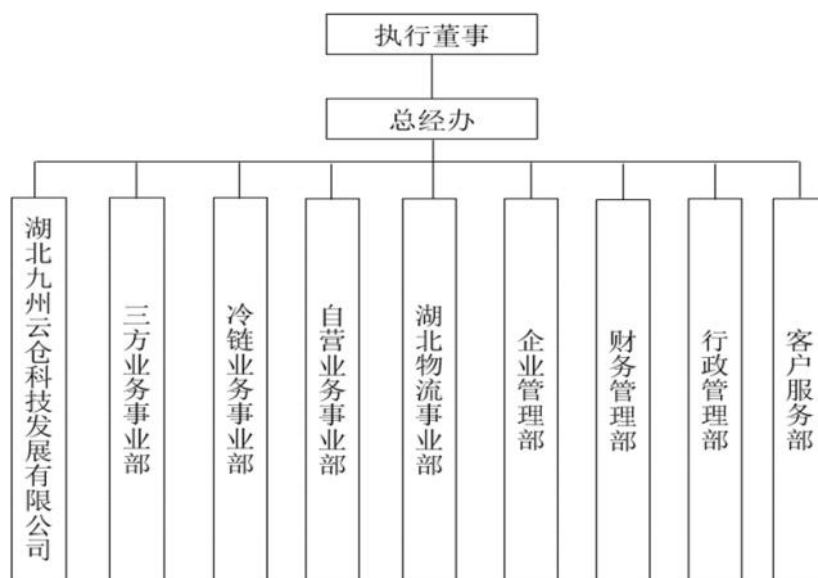 执行董事
总经办
湖北九州云仓科技发展有限公司
三方业务事业部
冷链业务事业部
自营业务事业部
湖北物流事业部
企业管理部
财务管理部
行政管理部
客户服务部